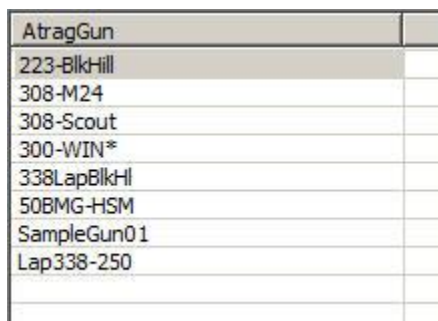 AtragGun
223-BlkHill
308-M24
308-Scout
300-WIN*
338LapBlkHl
50BMG-HSM
SampleGun01
Lap338-250